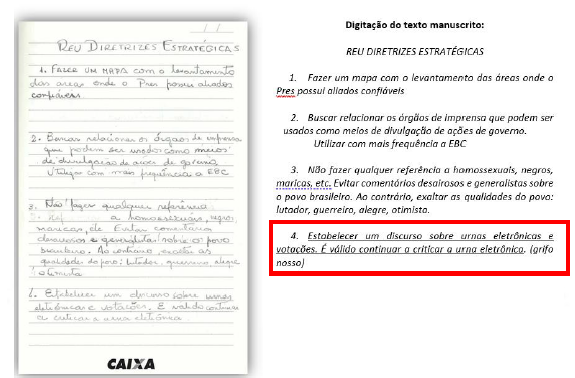 REU DIRETRIZES ESTRATÉGICAS
1. FAZER UM MAPA com o levantamento
das áreas onde o Pres possui aliados
confiáveis
2. Buscar relacionar os órgãos de imprensa
que podem ser usados como meios
de divulgação de ações de governo
Utilizar com mais frequência a EBC
3. Não fazer qualquer referência
a homossexuais, negros
maricas, etc. Evitar comentários
desairosos e generalistas sobre o povo
brasileiro. Ao contrário, exaltar as
qualidades do povo: lutador, guerreiro, alegre
otimista
4. Estabelecer um discurso sobre urnas
eletrônicas e votações. É válido continuar
a criticar a urna eletrônica
CAIXA
Digitação do texto manuscrito:
REU DIRETRIZES ESTRATÉGICAS
1. Fazer um mapa com o levantamento das áreas onde o
Pres possui aliados confiáveis
2. Buscar relacionar os órgãos de imprensa que podem ser
usados como meios de divulgação de ações de governo.
Utilizar com mais frequência a EBC
3. Não fazer qualquer referência a homossexuais, negros,
maricas, etc. Evitar comentários desairosos e generalistas sobre
o povo brasileiro. Ao contrário, exaltar as qualidades do povo:
lutador, guerreiro, alegre, otimista.
4. Estabelecer um discurso sobre urnas eletrônicas e
votações. É válido continuar a criticar a urna eletrônica. (grifo
nosso)